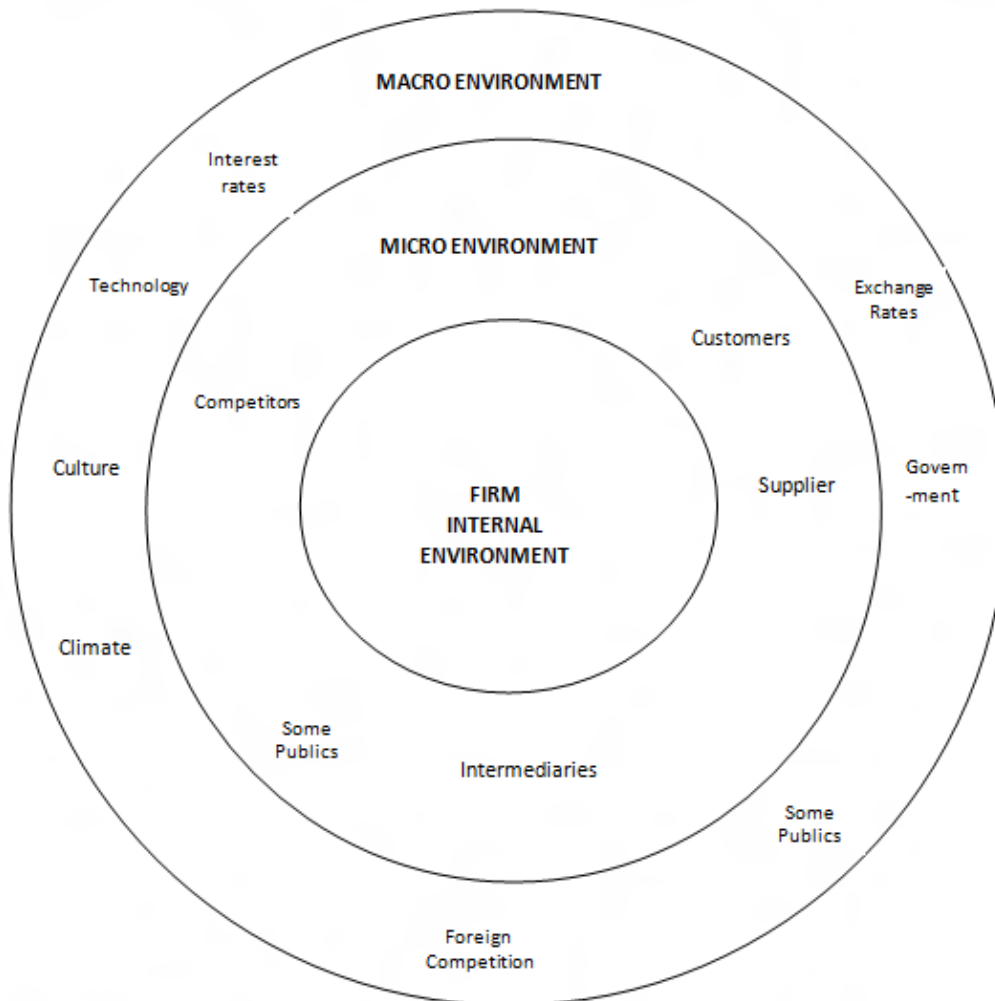 MACRO ENVIRONMENT
Interest
rates
MICRO ENVIRONMENT
Technology
Exchange
Rates
Customers
Competitors
Culture
Supplier
Govern
-ment
FIRM
INTERNAL
ENVIRONMENT
Climate
Some
Publics
Intermediaries
Some
Publics
Foreign
Competition